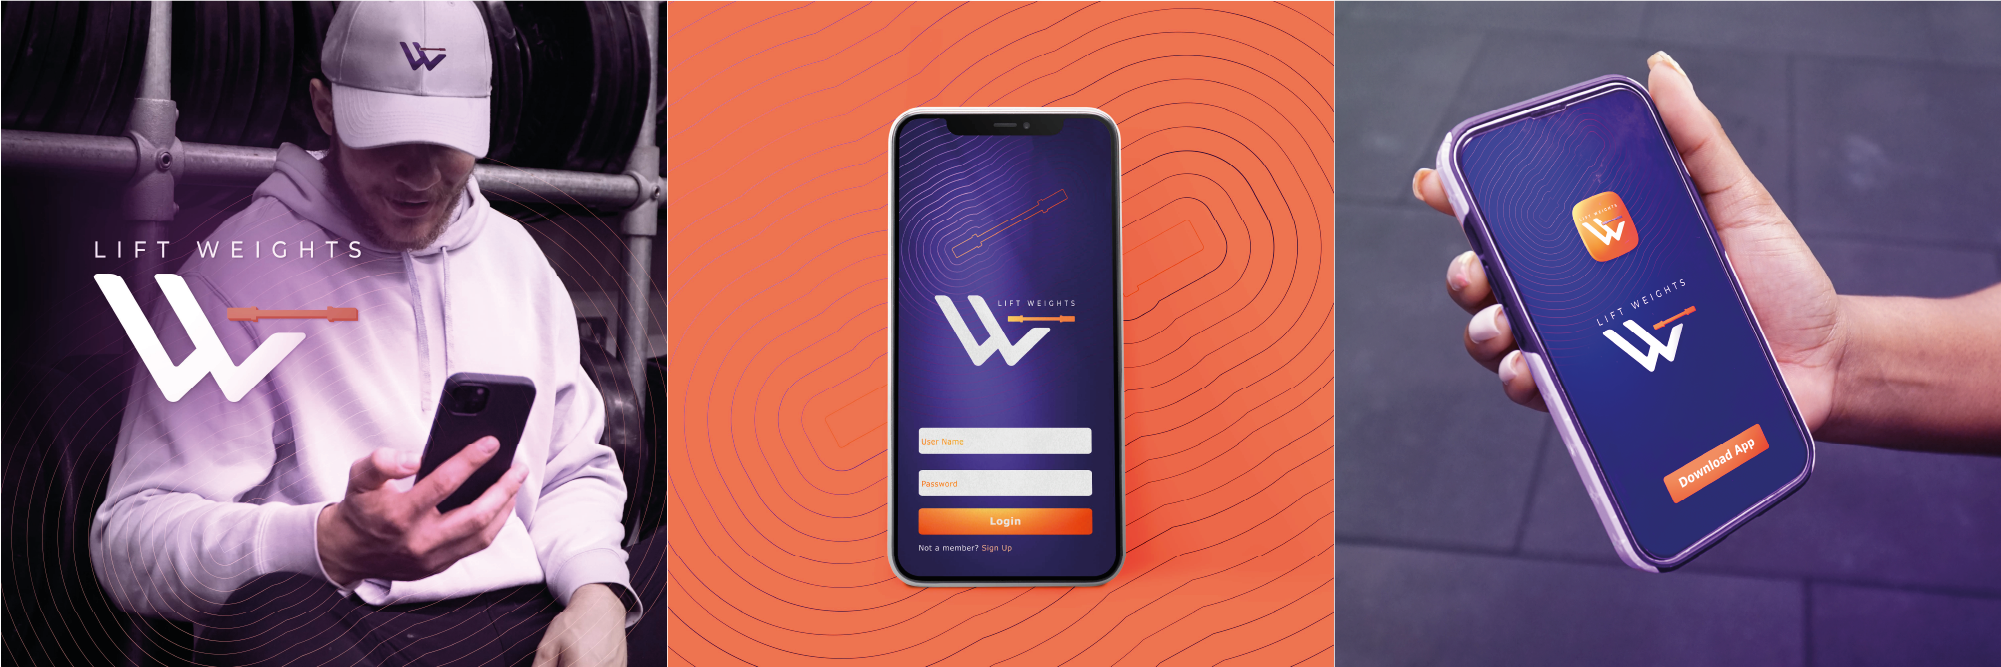 LIFT WEIGHTS
LIFT WEIGHTS
User Name
Password
Login
Not a member? Sign Up
LIFT WEIGHTS
LIFT WEIGHTS
Download App